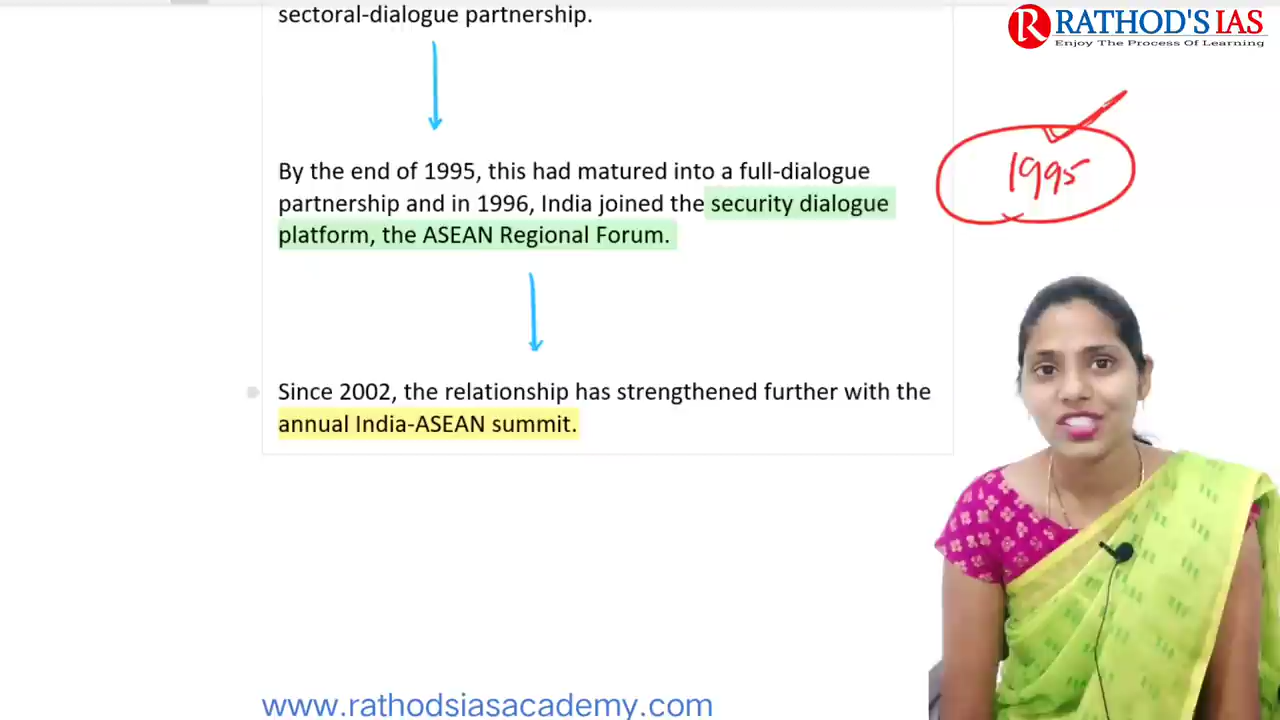 sectoral-dialogue partnership.
R RATHOD'S IAS
Enjoy The Process Of Learning
By the end of 1995, this had matured into a full-dialogue
partnership and in 1996, India joined the security dialogue
platform, the ASEAN Regional Forum.
1995
Since 2002, the relationship has strengthened further with the
annual India-ASEAN summit.
www.rathodsiasacademy.com